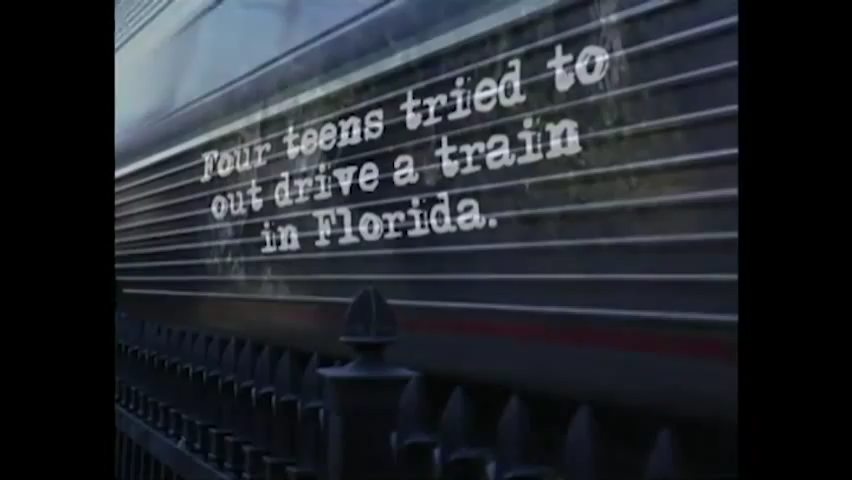 Four teens tried to
out drive a train
in Florida.